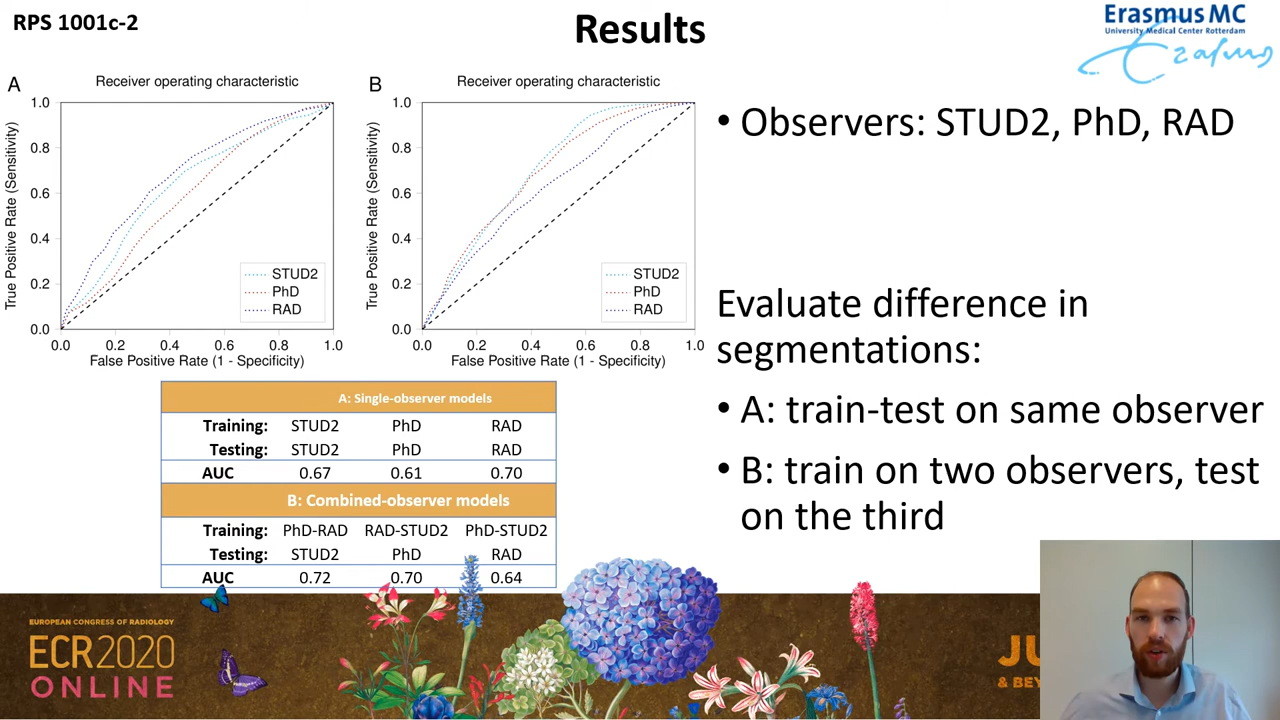 RPS 1001c-2
Results
Erasmus MC
University Medical Center Rotterdam
Erasmus
A
Receiver operating characteristic
True Positive Rate (Sensitivity)
1.0
0.8
0.6
0.4
0.2
0.0
STUD2
PhD
RAD
0.0 0.2 0.4 0.6 0.8 1.0
False Positive Rate (1 - Specificity)
B
Receiver operating characteristic
True Positive Rate (Sensitivity)
1.0
0.8
0.6
0.4
0.2
0.0
STUD2
PhD
RAD
0.0 0.2 0.4 0.6 0.8 1.0
False Positive Rate (1 - Specificity)
A: Single-observer models
Training: STUD2 PhD RAD
Testing: STUD2 PhD RAD
AUC 0.67 0.61 0.70
B: Combined-observer models
Training: PhD-RAD RAD-STUD2 PhD-STUD2
Testing: STUD2 PhD RAD
AUC 0.72 0.70 0.64
• Observers: STUD2, PhD, RAD
Evaluate difference in
segmentations:
• A: train-test on same observer
• B: train on two observers, test
on the third
EUROPEAN CONGRESS OF RADIOLOGY
ECR 2020
ONLINE
JU
& BEY